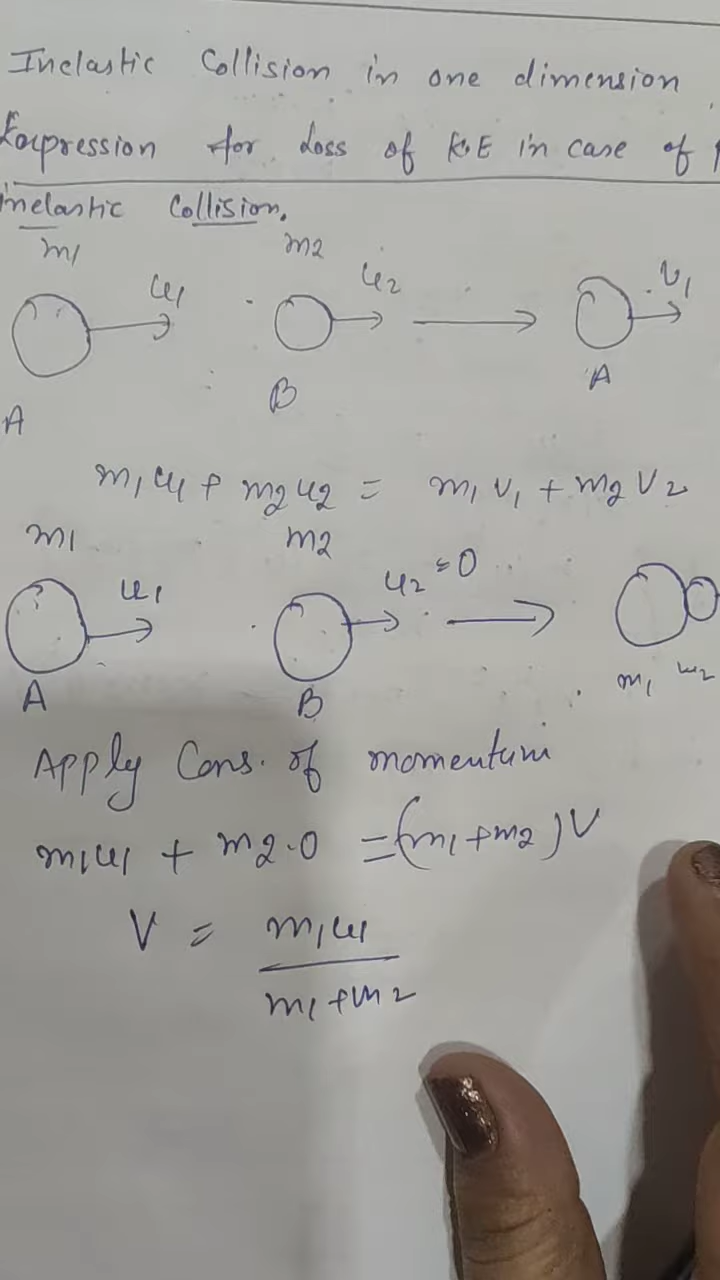 Inelastic Collision in one dimension
Expression for Loss of K.E in case of
inelastic Collision.
m1 m2
u1 u2 v1
A B A
m1u1 + m2u2 = m1v1 + m2v2
m1 m2
u1 u2=0
A B m1 m2
Apply Cons. of momentum
m1u1 + m2.0 = (m1+m2)V
V = m1u1
m1+m2